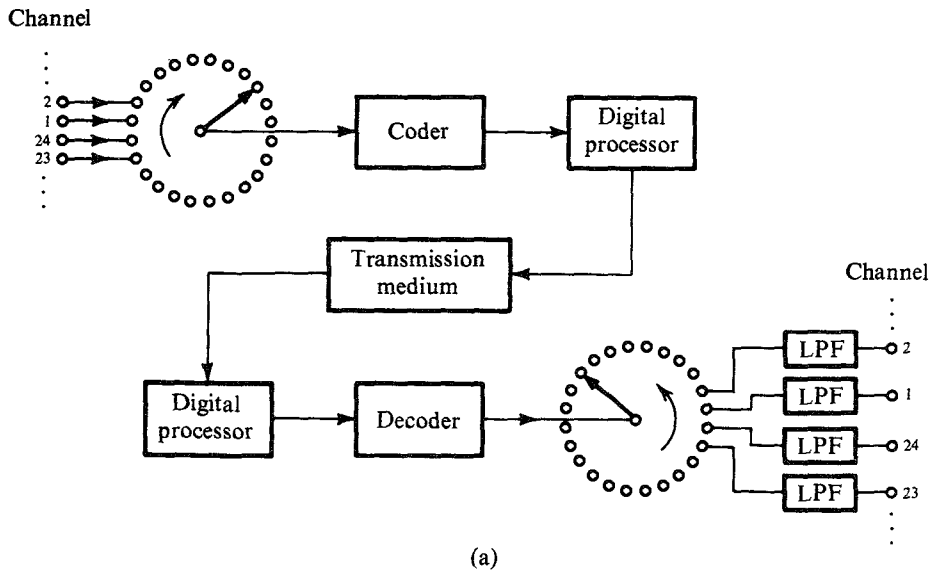 Channel
2
1
24
23
Coder
Digital
processor
Transmission
medium
Digital
processor
Decoder
Channel
LPF 2
LPF 1
LPF 24
LPF 23
(a)